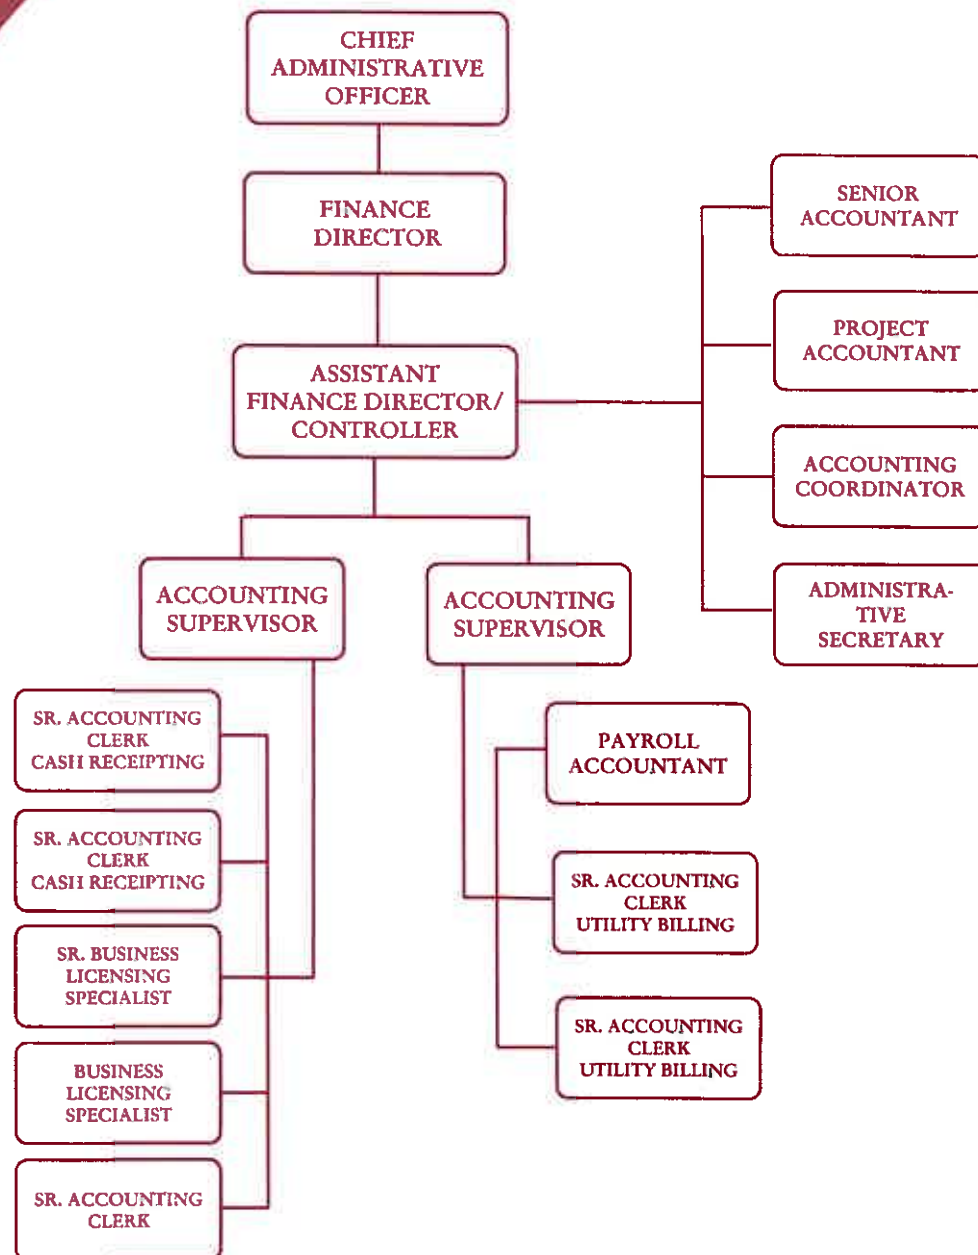 CHIEF
ADMINISTRATIVE
OFFICER
FINANCE
DIRECTOR
ASSISTANT
FINANCE DIRECTOR/
CONTROLLER
SENIOR
ACCOUNTANT
PROJECT
ACCOUNTANT
ACCOUNTING
COORDINATOR
ADMINISTRA-
TIVE
SECRETARY
ACCOUNTING
SUPERVISOR
ACCOUNTING
SUPERVISOR
SR. ACCOUNTING
CLERK
CASH RECEIPTING
SR. ACCOUNTING
CLERK
CASH RECEIPTING
SR. BUSINESS
LICENSING
SPECIALIST
BUSINESS
LICENSING
SPECIALIST
SR. ACCOUNTING
CLERK
PAYROLL
ACCOUNTANT
SR. ACCOUNTING
CLERK
UTILITY BILLING
SR. ACCOUNTING
CLERK
UTILITY BILLING